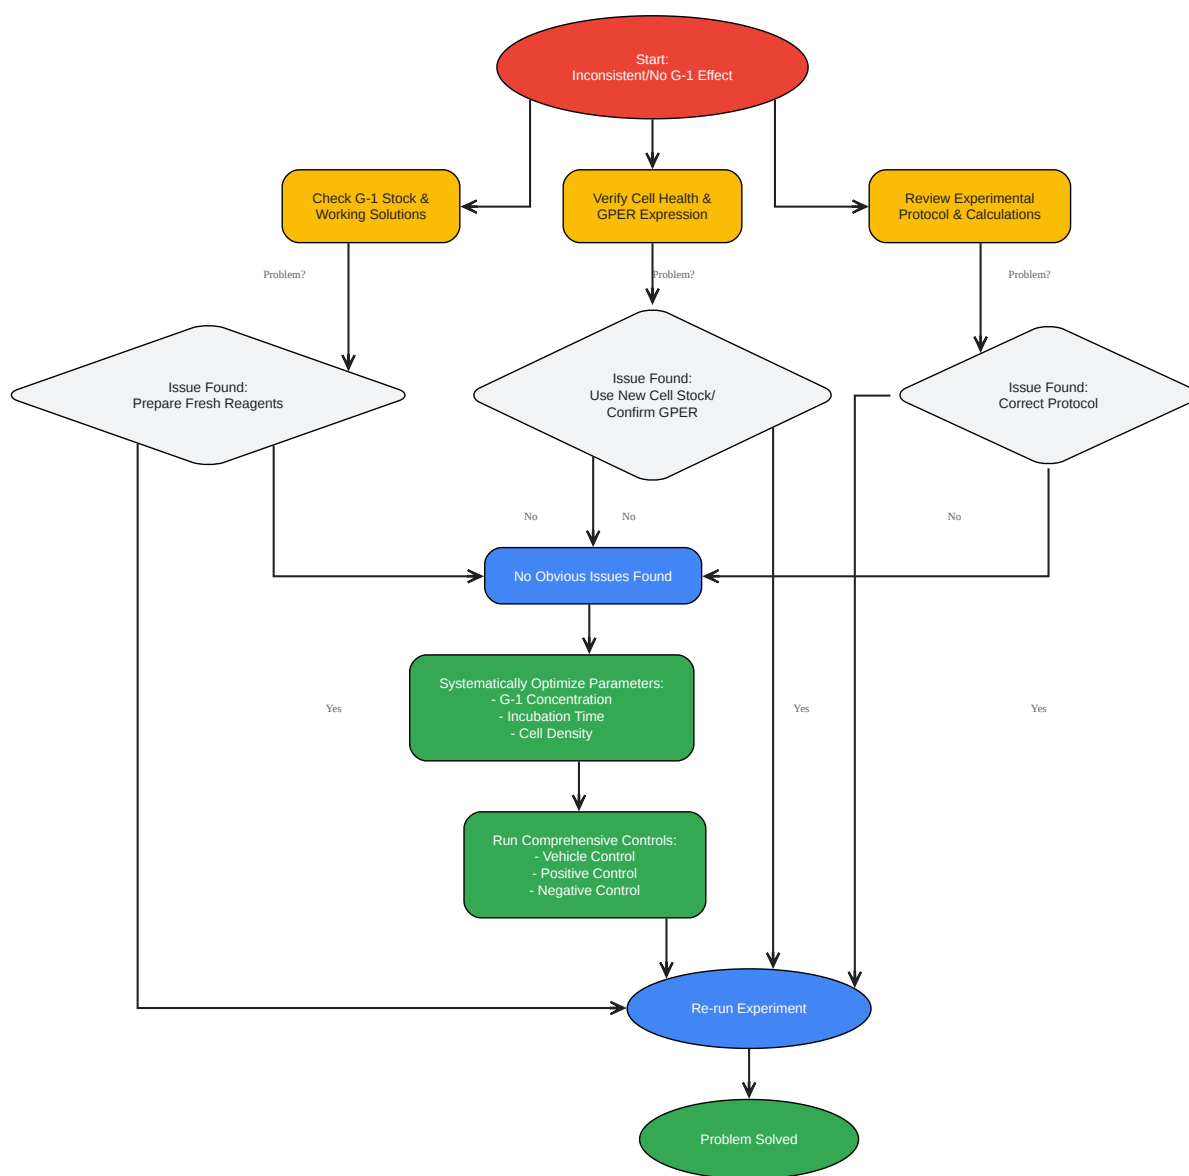 Start:
Inconsistent/No G-1 Effect
Check G-1 Stock &
Working Solutions
Verify Cell Health &
GPER Expression
Review Experimental
Protocol & Calculations
Problem?
Problem?
Problem?
Issue Found:
Prepare Fresh Reagents
Issue Found:
Use New Cell Stock/
Confirm GPER
Issue Found:
Correct Protocol
No
No
No
No Obvious Issues Found
Systematically Optimize Parameters:
- G-1 Concentration
- Incubation Time
- Cell Density
Yes
Yes
Yes
Run Comprehensive Controls:
- Vehicle Control
- Positive Control
- Negative Control
Re-run Experiment
Problem Solved